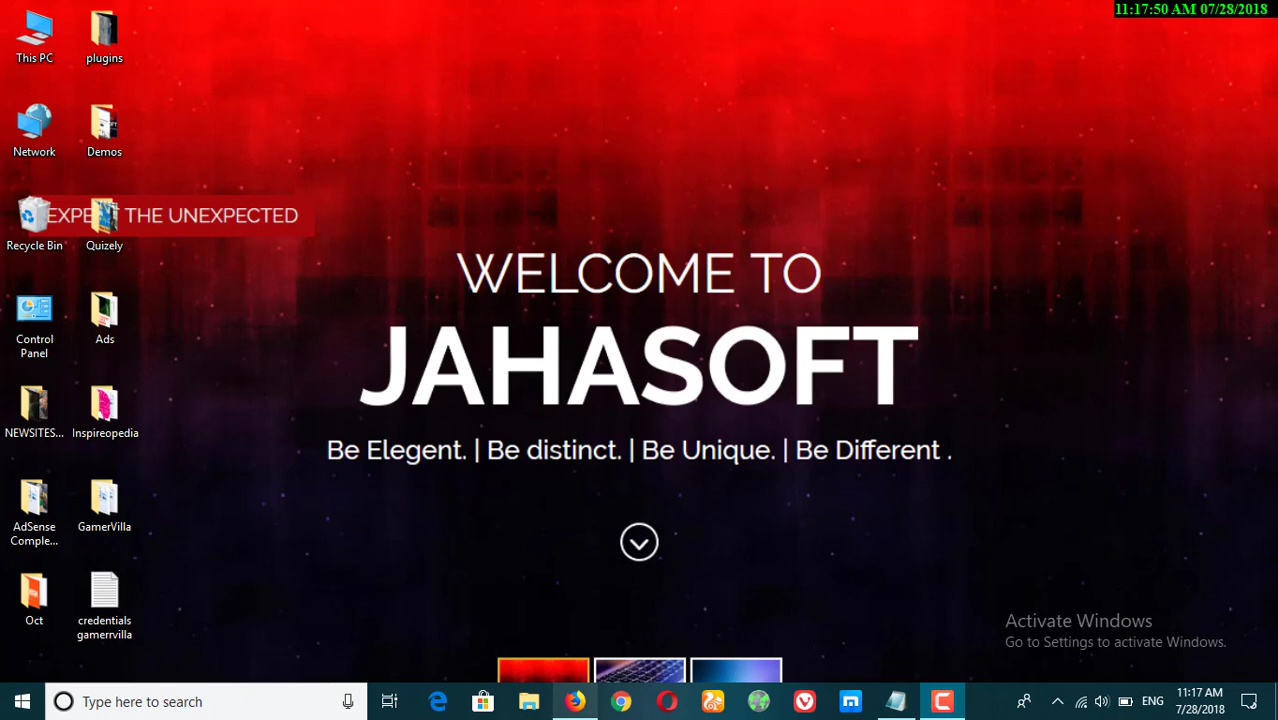 11:17:50 AM 07/28/2018
This PC
plugins
Network
Demos
EXPE THE UNEXPECTED
Recycle Bin
Quizely
WELCOME TO
JAHASOFT
Be Elegent. | Be distinct. | Be Unique. | Be Different .
Control
Panel
Ads
NEWSITES...
Inspireopedia
AdSense
Comple...
GamerVilla
Oct
credentials
gamerrvilla
Activate Windows
Go to Settings to activate Windows.
Type here to search
ENG
11:17 AM
7/28/2018